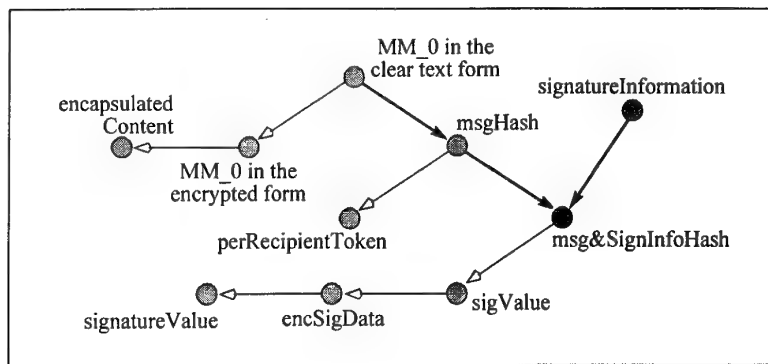 MM_0 in the
clear text form
signatureInformation
encapsulated
Content
msgHash
MM_0 in the
encrypted form
perRecipientToken
msg&SignInfoHash
signatureValue
encSigData
sigValue